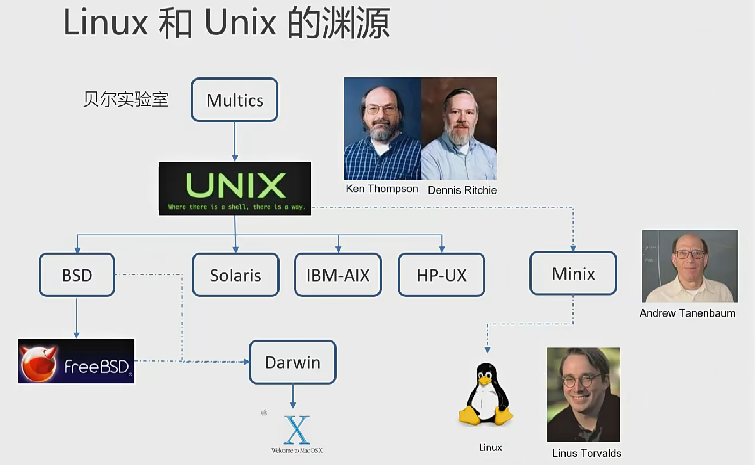 Linux 和 Unix 的渊源
贝尔实验室
Multics
UNIX
Where there is a shell, there is a way.
Ken Thompson
Dennis Ritchie
BSD
Solaris
IBM-AIX
HP-UX
Minix
Andrew Tanenbaum
FreeBSD
Darwin
X
Welcome to Mac OS X
Linux
Linus Torvalds